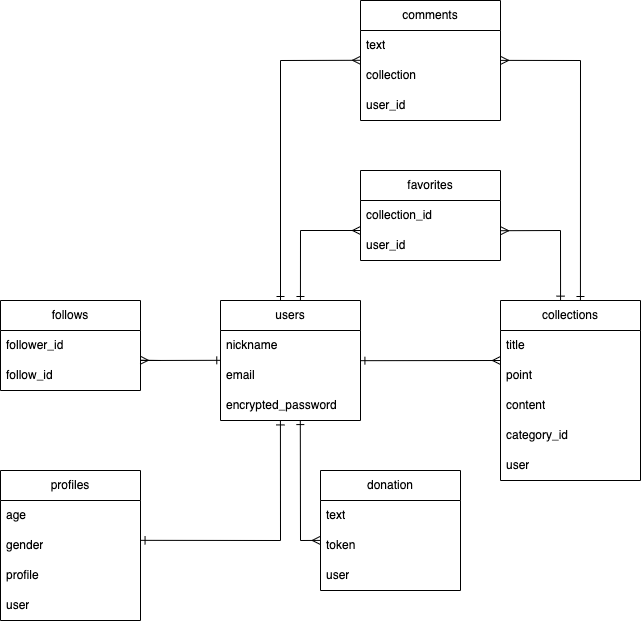 comments
text
collection
user_id
favorites
collection_id
user_id
follows
follower_id
follow_id
users
nickname
email
encrypted_password
collections
title
point
content
category_id
user
profiles
age
gender
profile
user
donation
text
token
user